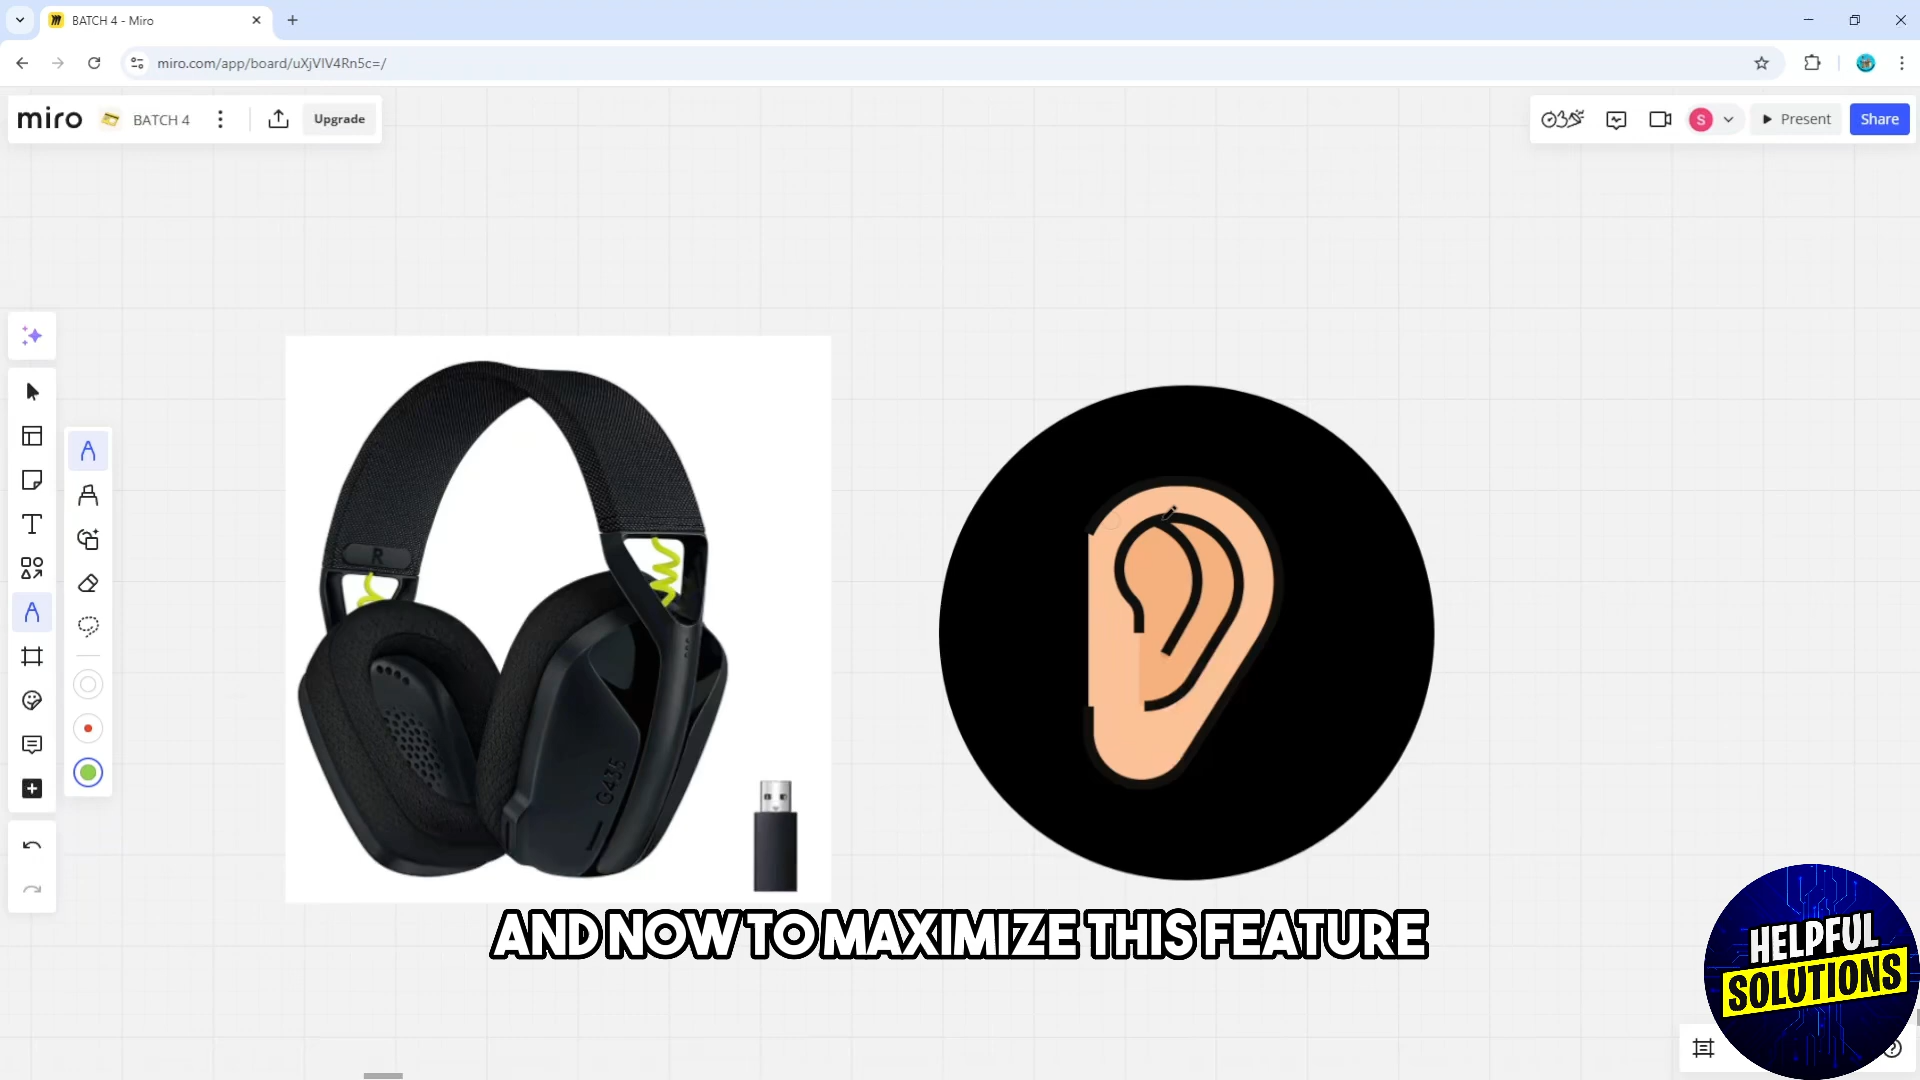 BATCH 4 - Miro
miro.com/app/board/uXjVIV4Rn5c=/
miro
BATCH 4
Upgrade
S
Present
Share
R
G435
AND NOW TO MAXIMIZE THIS FEATURE
HELPFUL
SOLUTIONS